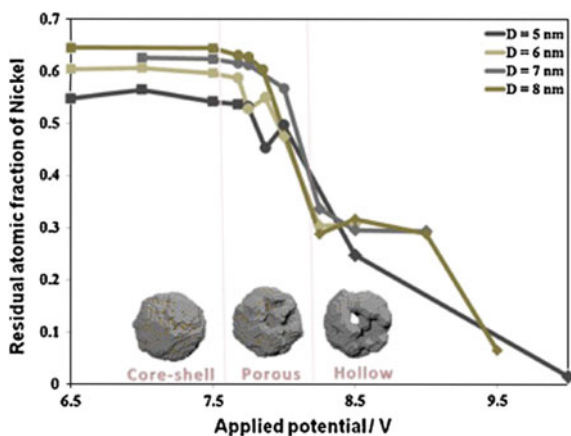 Residual atomic fraction of Nickel
0.7
0.6
0.5
0.4
0.3
0.2
0.1
0
D = 5 nm
D = 6 nm
D = 7 nm
D = 8 nm
Core-shell Porous Hollow
6.5 7.5 8.5 9.5
Applied potential/ V